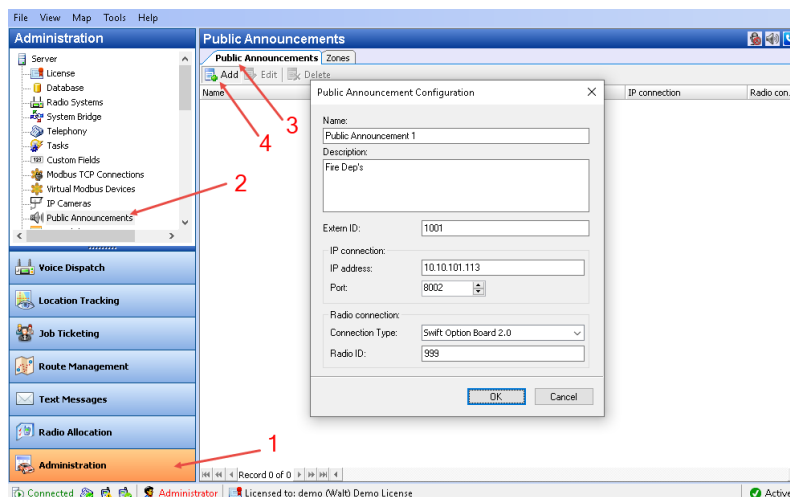 File View Map Tools Help
Administration
Public Announcements
Server
License
Database
Radio Systems
System Bridge
Telephony
Tasks
Custom Fields
Modbus TCP Connections
Virtual Modbus Devices
IP Cameras
Public Announcements
2
Voice Dispatch
Location Tracking
Job Ticketing
Route Management
Text Messages
Radio Allocation
Administration
1
Public Announcements Zones
Add Edit Delete
3
4
Name IP connection Radio con.
Public Announcement Configuration
Name:
Public Announcement 1
Description:
Fire Dep's
Extern ID: 1001
IP connection:
IP address: 10.10.101.113
Port: 8002
Radio connection:
Connection Type: Swift Option Board 2.0
Radio ID: 999
OK Cancel
Record 0 of 0
Connected Administrator Licensed to: demo (Walt) Demo License Active